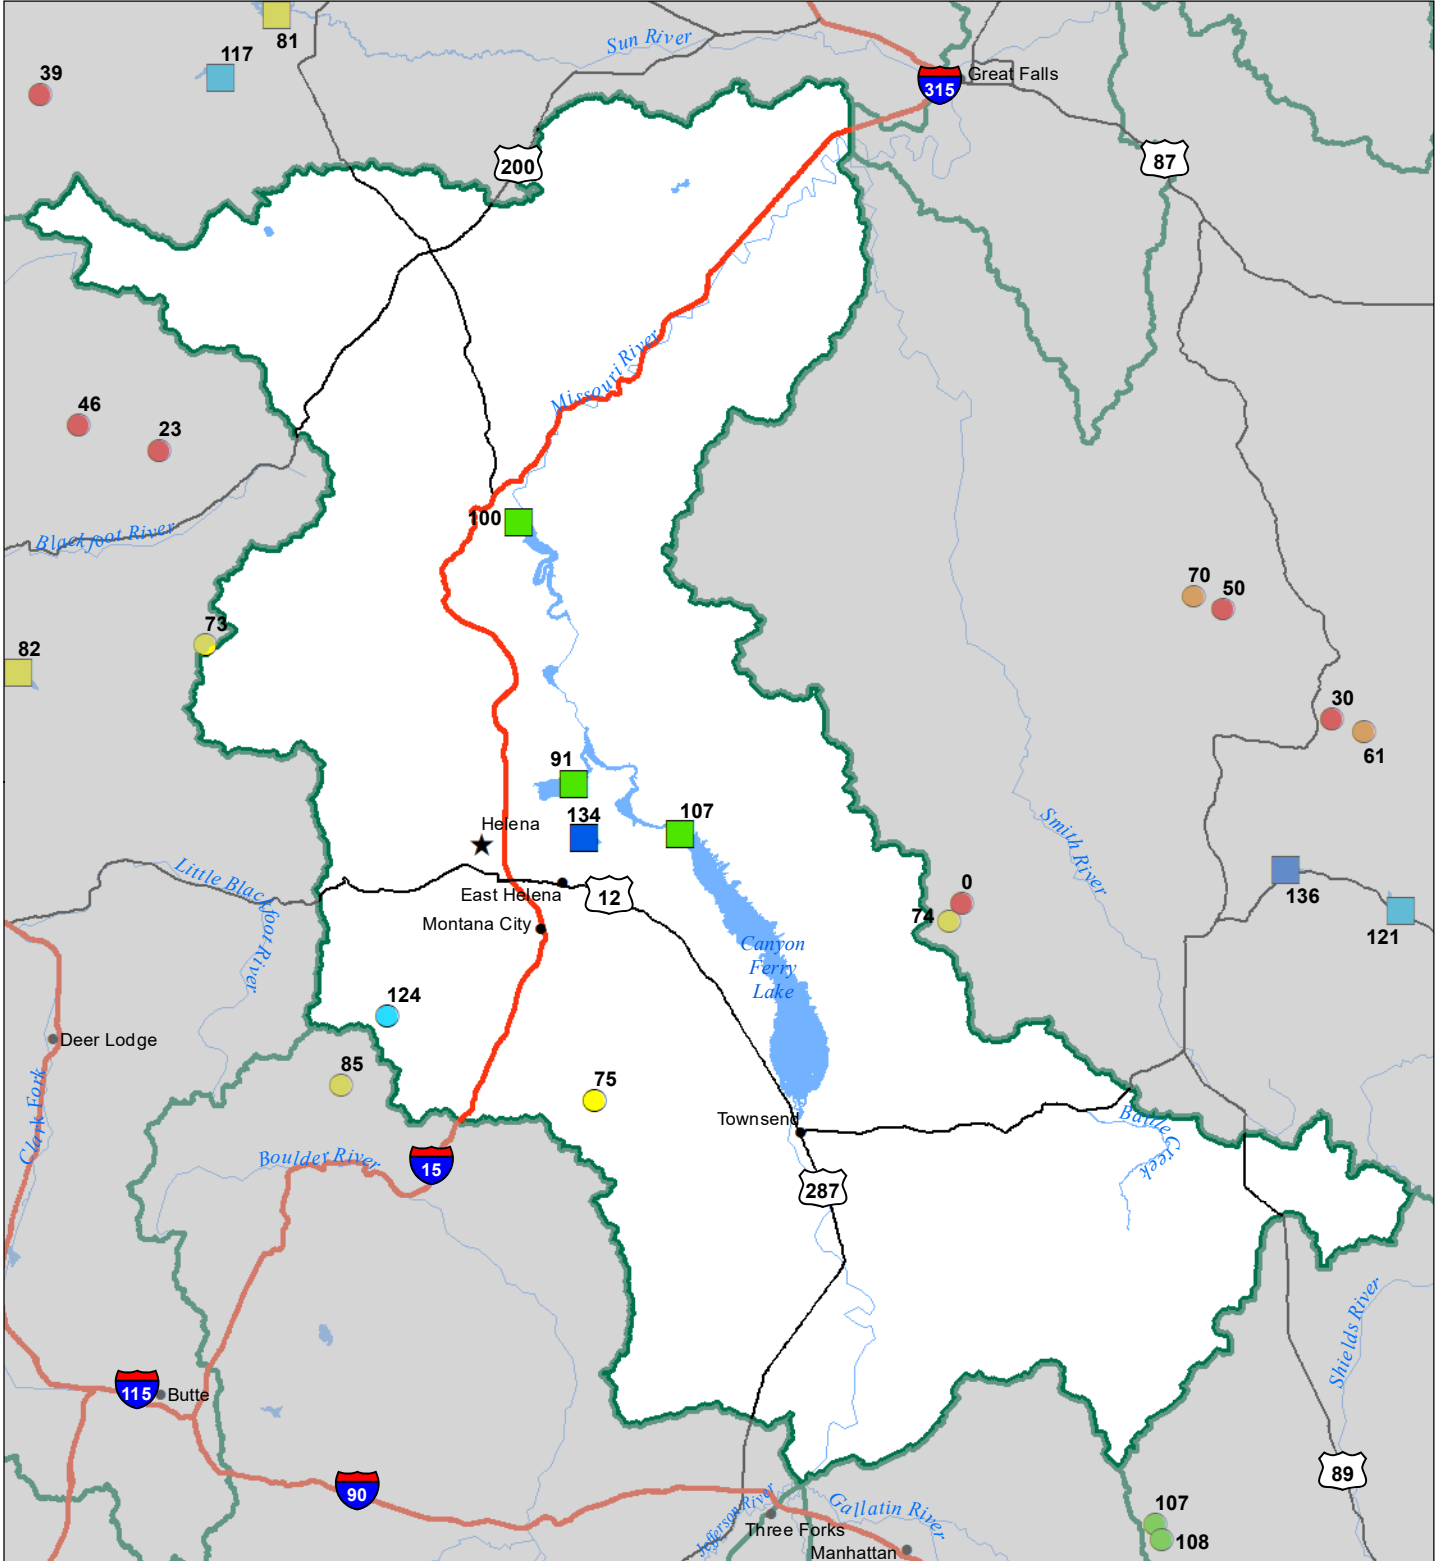 81
117
39
Sun River
Great Falls
315
200
87
Missouri River
46
23
100
Blackfoot River
70
50
73
82
30
61
91
134
107
Helena
Smith River
Little Blackfoot River
East Helena
12
Montana City
0
74
136
121
Canyon
Ferry
Lake
124
Deer Lodge
85
75
Clark Fork
Townsend
Battle Creek
Boulder River
15
287
Shields River
115
Butte
90
89
Jefferson River
Gallatin River
Three Forks
Manhattan
107
108